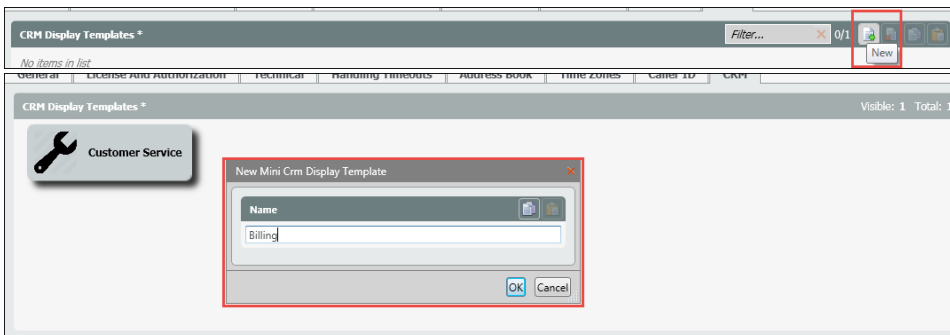 CRM Display Templates *
Filter...
0/1
New
No items in list
General
License And Authorization
Technical
Handling Timeouts
Address Book
Time Zones
Caller ID
CRM
CRM Display Templates *
Visible: 1 Total: 1
Customer Service
New Mini Crm Display Template
Name
Billing
OK
Cancel